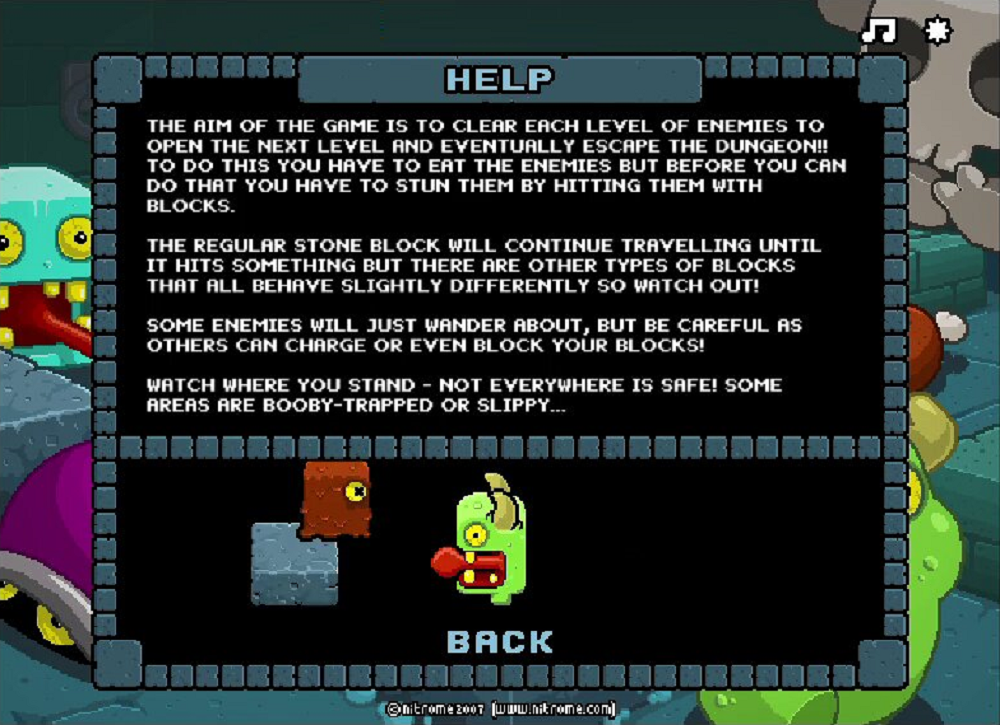 HELP
THE AIM OF THE GAME IS TO CLEAR EACH LEVEL OF ENEMIES TO
OPEN THE NEXT LEVEL AND EVENTUALLY ESCAPE THE DUNGEON!!
TO DO THIS YOU HAVE TO EAT THE ENEMIES BUT BEFORE YOU CAN
DO THAT YOU HAVE TO STUN THEM BY HITTING THEM WITH
BLOCKS.
THE REGULAR STONE BLOCK WILL CONTINUE TRAVELLING UNTIL
IT HITS SOMETHING BUT THERE ARE OTHER TYPES OF BLOCKS
THAT ALL BEHAVE SLIGHTLY DIFFERENTLY SO WATCH OUT!
SOME ENEMIES WILL JUST WANDER ABOUT, BUT BE CAREFUL AS
OTHERS CAN CHARGE OR EVEN BLOCK YOUR BLOCKS!
WATCH WHERE YOU STAND - NOT EVERYWHERE IS SAFE! SOME
AREAS ARE BOOBY-TRAPPED OR SLIPPY...
BACK
©nitrome2007 [www.nitrome.com]